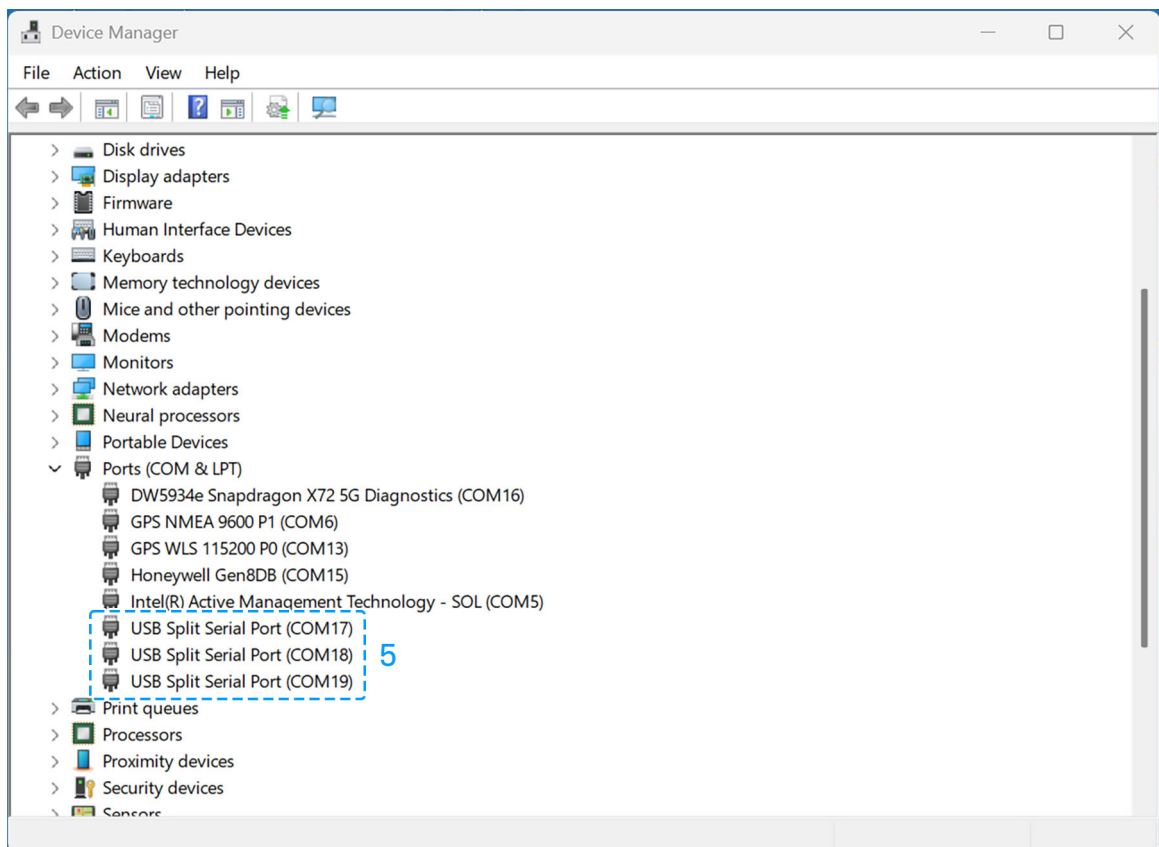 Device Manager
File Action View Help
Disk drives
Display adapters
Firmware
Human Interface Devices
Keyboards
Memory technology devices
Mice and other pointing devices
Modems
Monitors
Network adapters
Neural processors
Portable Devices
Ports (COM & LPT)
DW5934e Snapdragon X72 5G Diagnostics (COM16)
GPS NMEA 9600 P1 (COM6)
GPS WLS 115200 P0 (COM13)
Honeywell Gen8DB (COM15)
Intel(R) Active Management Technology - SOL (COM5)
USB Split Serial Port (COM17)
USB Split Serial Port (COM18) 5
USB Split Serial Port (COM19)
Print queues
Processors
Proximity devices
Security devices
Sensors